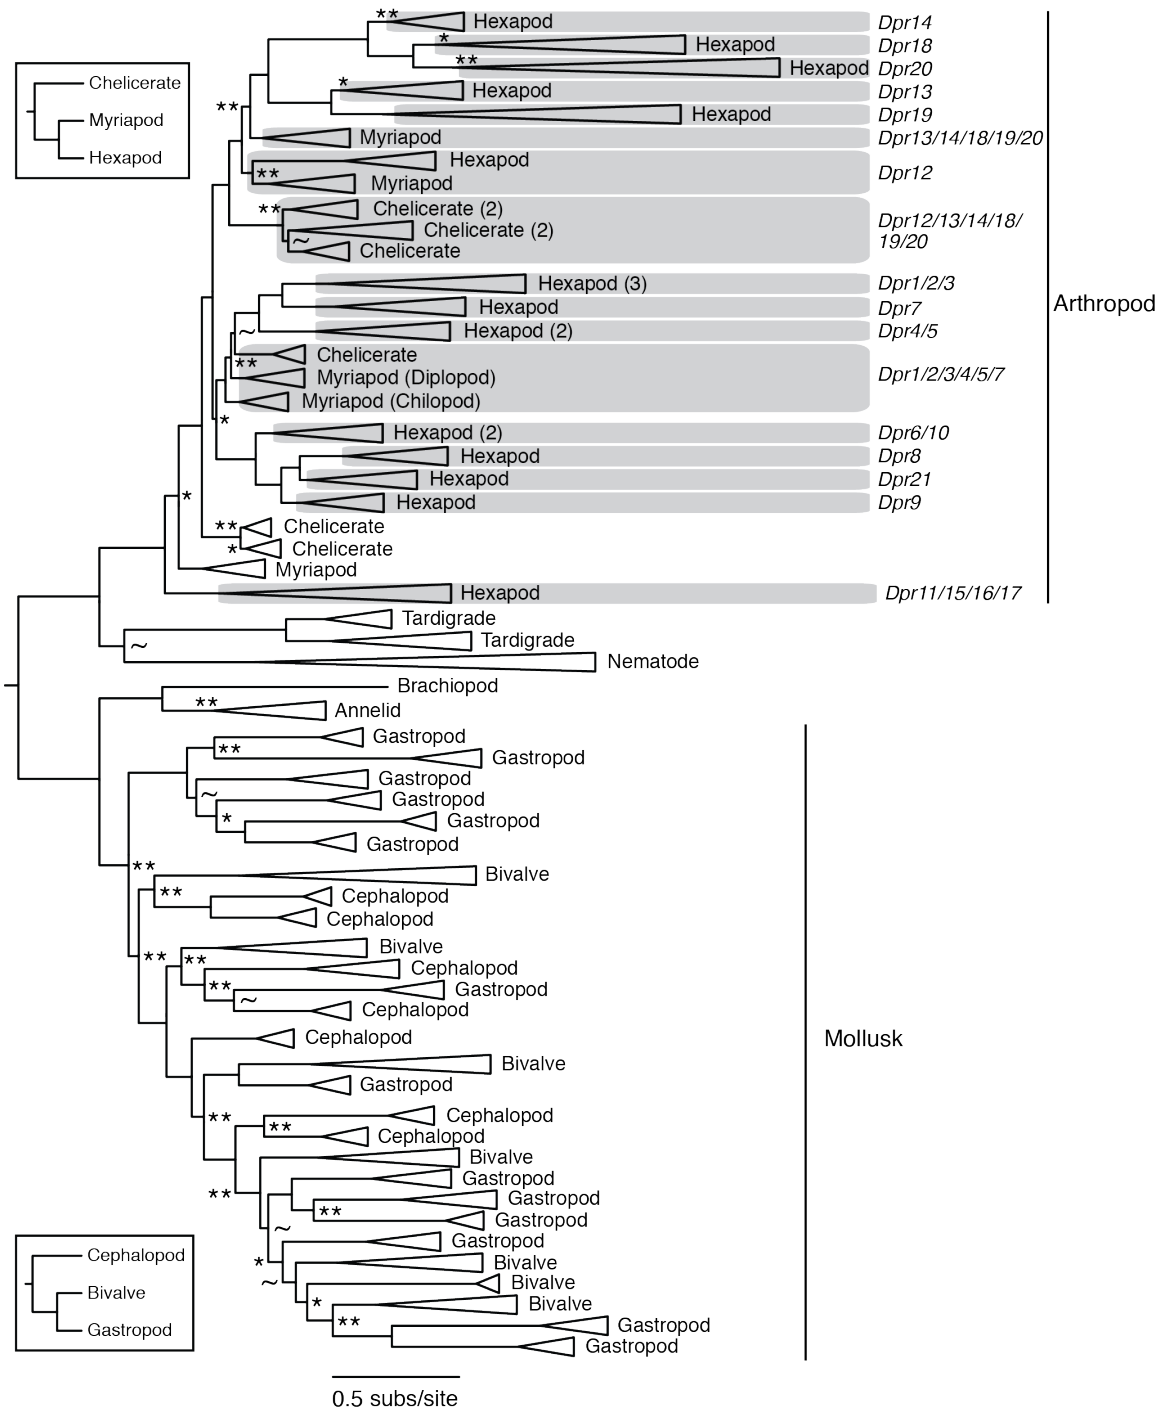 ** Hexapod Dpr14
* Hexapod Dpr18
** Hexapod Dpr20
* Hexapod Dpr13
Hexapod Dpr19
**
Myriapod Dpr13/14/18/19/20
Hexapod
** Myriapod
Dpr12
** Chelicerate (2)
Chelicerate (2)
~ Chelicerate
Dpr12/13/14/18/
19/20
Hexapod (3) Dpr1/2/3
Hexapod Dpr7
~ Hexapod (2) Dpr4/5
Chelicerate
** Myriapod (Diplopod)
Myriapod (Chilopod)
Dpr1/2/3/4/5/7
*
Hexapod (2) Dpr6/10
Hexapod Dpr8
Hexapod Dpr21
Hexapod Dpr9
*
** Chelicerate
* Chelicerate
Myriapod
Hexapod Dpr11/15/16/17
Arthropod
Chelicerate
Myriapod
Hexapod
Tardigrade
~ Tardigrade
Nematode
Brachiopod
** Annelid
Gastropod
** Gastropod
Gastropod
~ Gastropod
* Gastropod
Gastropod
**
Bivalve
** Cephalopod
Cephalopod
Bivalve
** ** Cephalopod
** Gastropod
~ Cephalopod
Cephalopod
Bivalve
Gastropod
** Cephalopod
** Cephalopod
Bivalve
Gastropod
** Gastropod
** Gastropod
~
Gastropod
* Bivalve
~ Bivalve
* Bivalve
** Gastropod
Gastropod
Mollusk
Cephalopod
Bivalve
Gastropod
0.5 subs/site